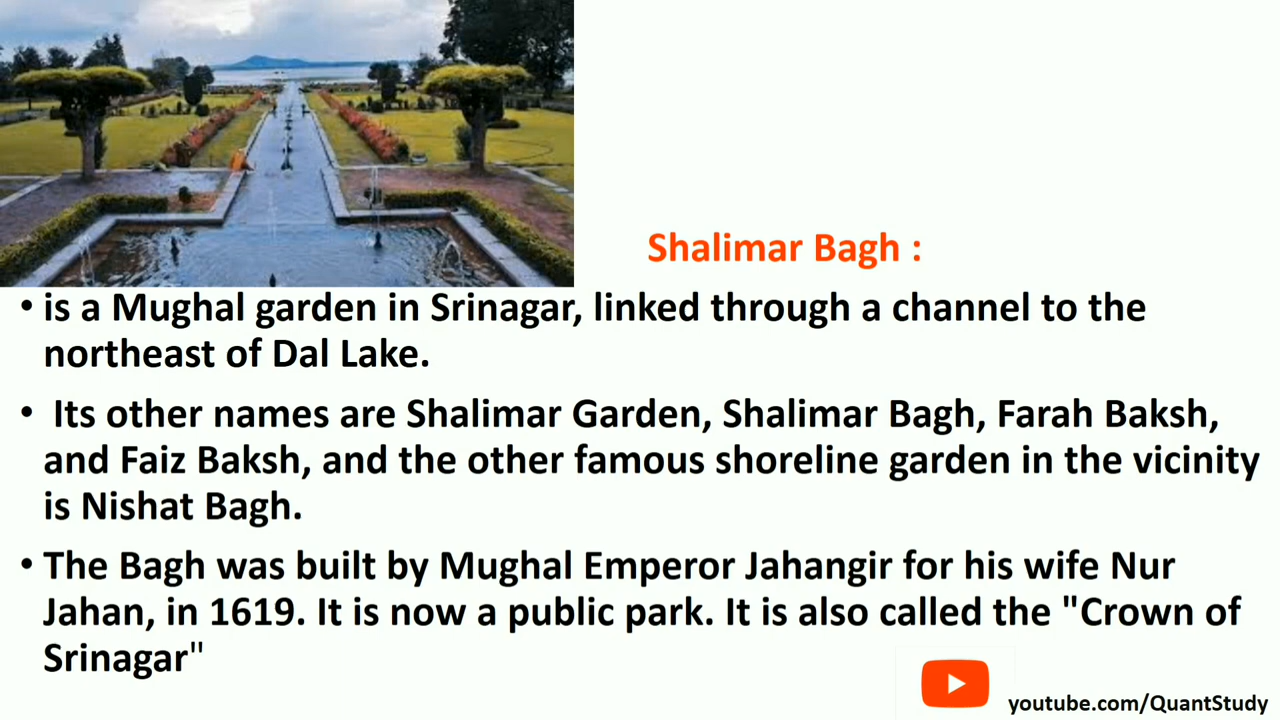 Shalimar Bagh :
• is a Mughal garden in Srinagar, linked through a channel to the
northeast of Dal Lake.
• Its other names are Shalimar Garden, Shalimar Bagh, Farah Baksh,
and Faiz Baksh, and the other famous shoreline garden in the vicinity
is Nishat Bagh.
• The Bagh was built by Mughal Emperor Jahangir for his wife Nur
Jahan, in 1619. It is now a public park. It is also called the "Crown of
Srinagar"
youtube.com/QuantStudy